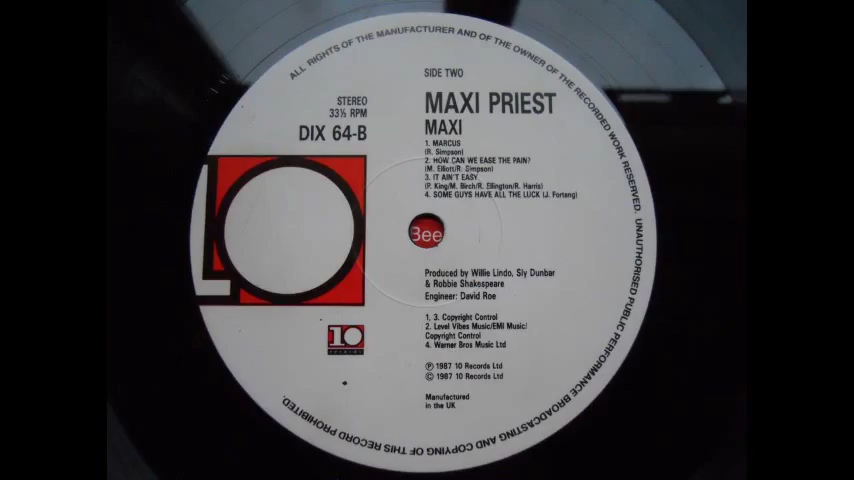 ALL RIGHTS OF THE MANUFACTURER AND OF THE OWNER OF THE RECORDED WORK RESERVED. UNAUTHORISED PUBLIC PERFORMANCE BROADCASTING AND COPYING OF THIS RECORD PROHIBITED.
SIDE TWO
STEREO
33⅓ RPM
DIX 64-B
MAXI PRIEST
MAXI
1. MARCUS
(R. Simpson)
2. HOW CAN WE EASE THE PAIN?
(M. Elliott/R. Simpson)
3. IT AIN'T EASY
(P. King/M. Birch/R. Ellington/R. Harris)
4. SOME GUYS HAVE ALL THE LUCK (J. Fortang)
Bee
10
Produced by Willie Lindo, Sly Dunbar
& Robbie Shakespeare
Engineer: David Roe
1. 3. Copyright Control
2. Level Vibes Music/EMI Music/
Copyright Control
4. Warner Bros Music Ltd
10
℗ 1987 10 Records Ltd
© 1987 10 Records Ltd
Manufactured
in the UK